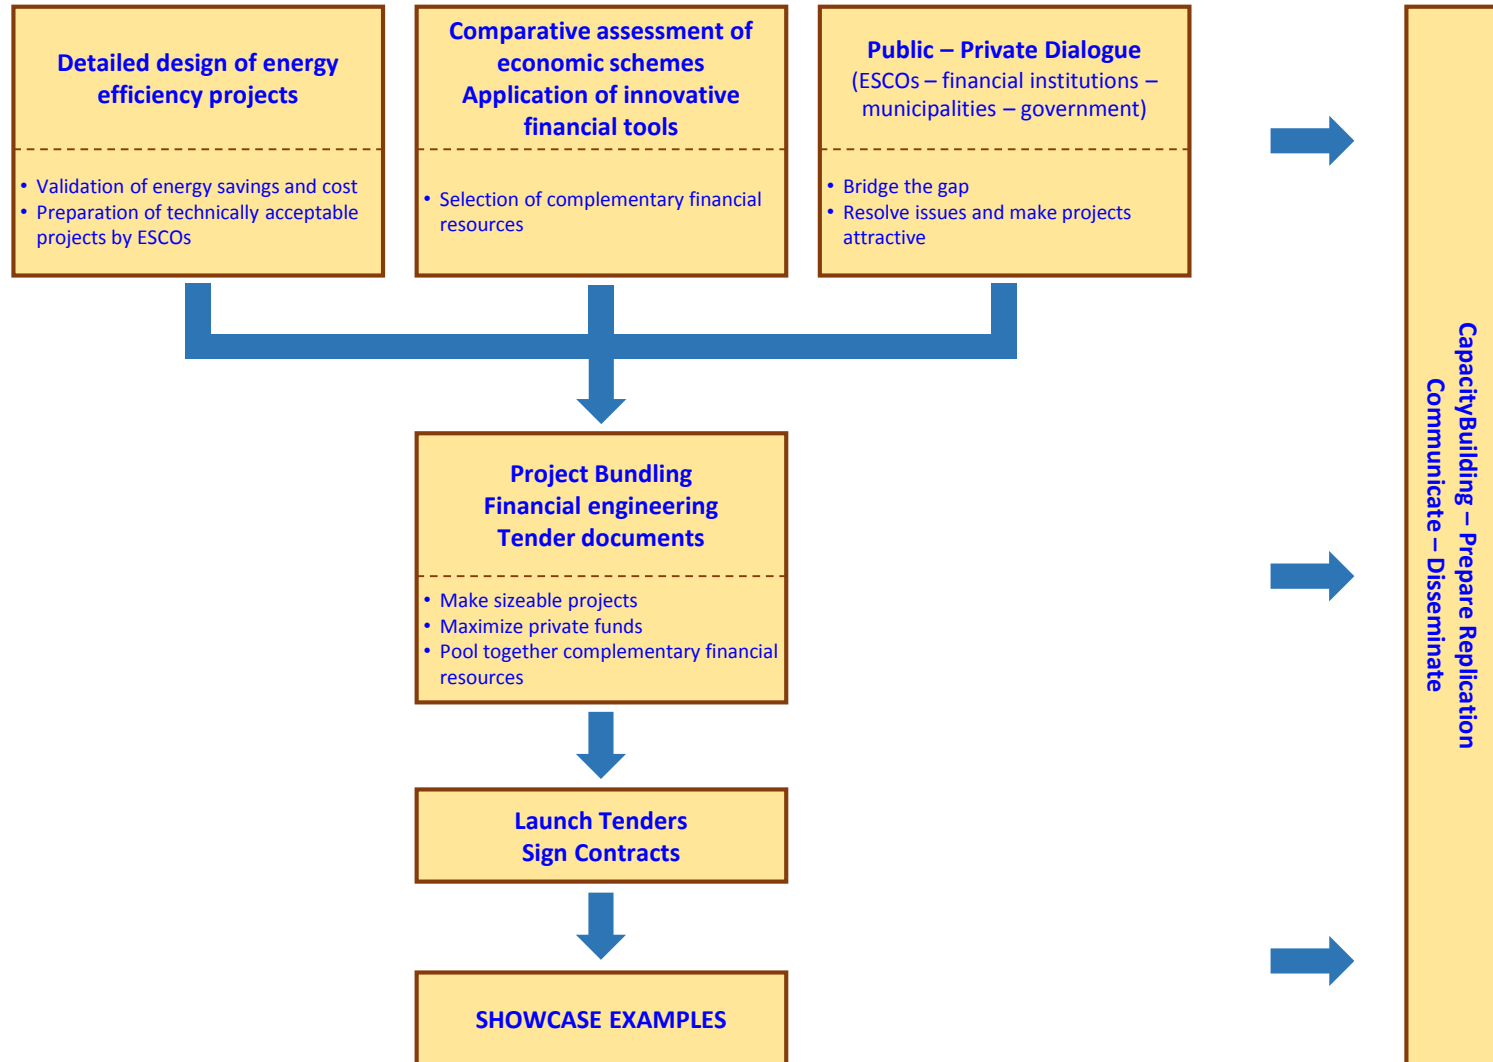 Detailed design of energy
efficiency projects
• Validation of energy savings and cost
• Preparation of technically acceptable
projects by ESCOs
Comparative assessment of
economic schemes
Application of innovative
financial tools
• Selection of complementary financial
resources
Public – Private Dialogue
(ESCOs – financial institutions –
municipalities – government)
• Bridge the gap
• Resolve issues and make projects
attractive
Project Bundling
Financial engineering
Tender documents
• Make sizeable projects
• Maximize private funds
• Pool together complementary financial
resources
Launch Tenders
Sign Contracts
SHOWCASE EXAMPLES
CapacityBuilding – Prepare Replication
Communicate – Disseminate